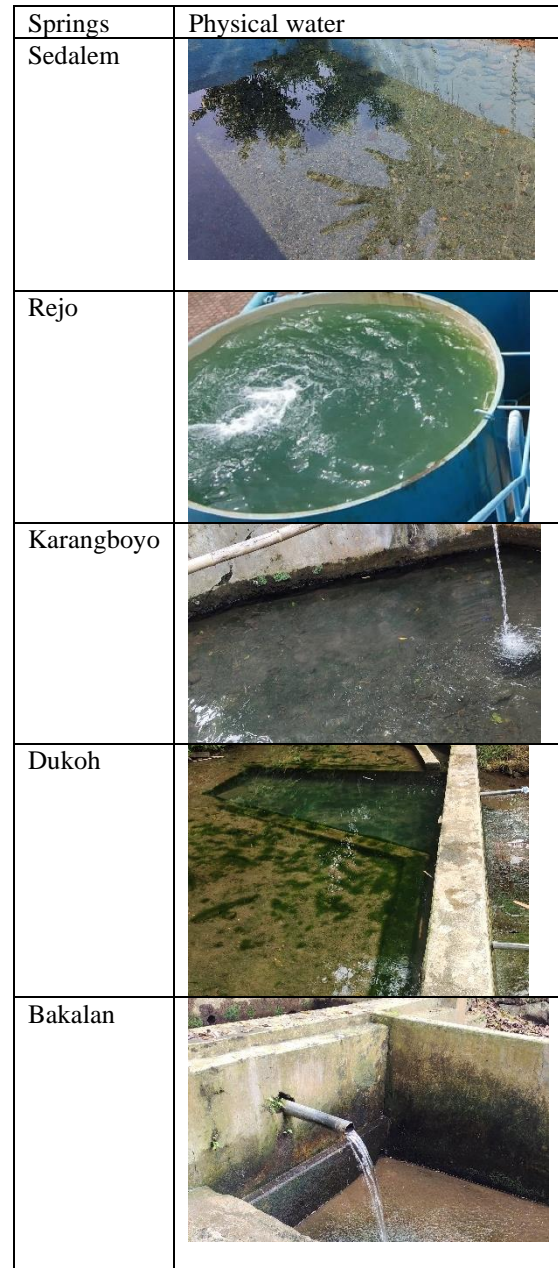 Springs Physical water
Sedalem
Rejo
Karangboyo
Dukoh
Bakalan